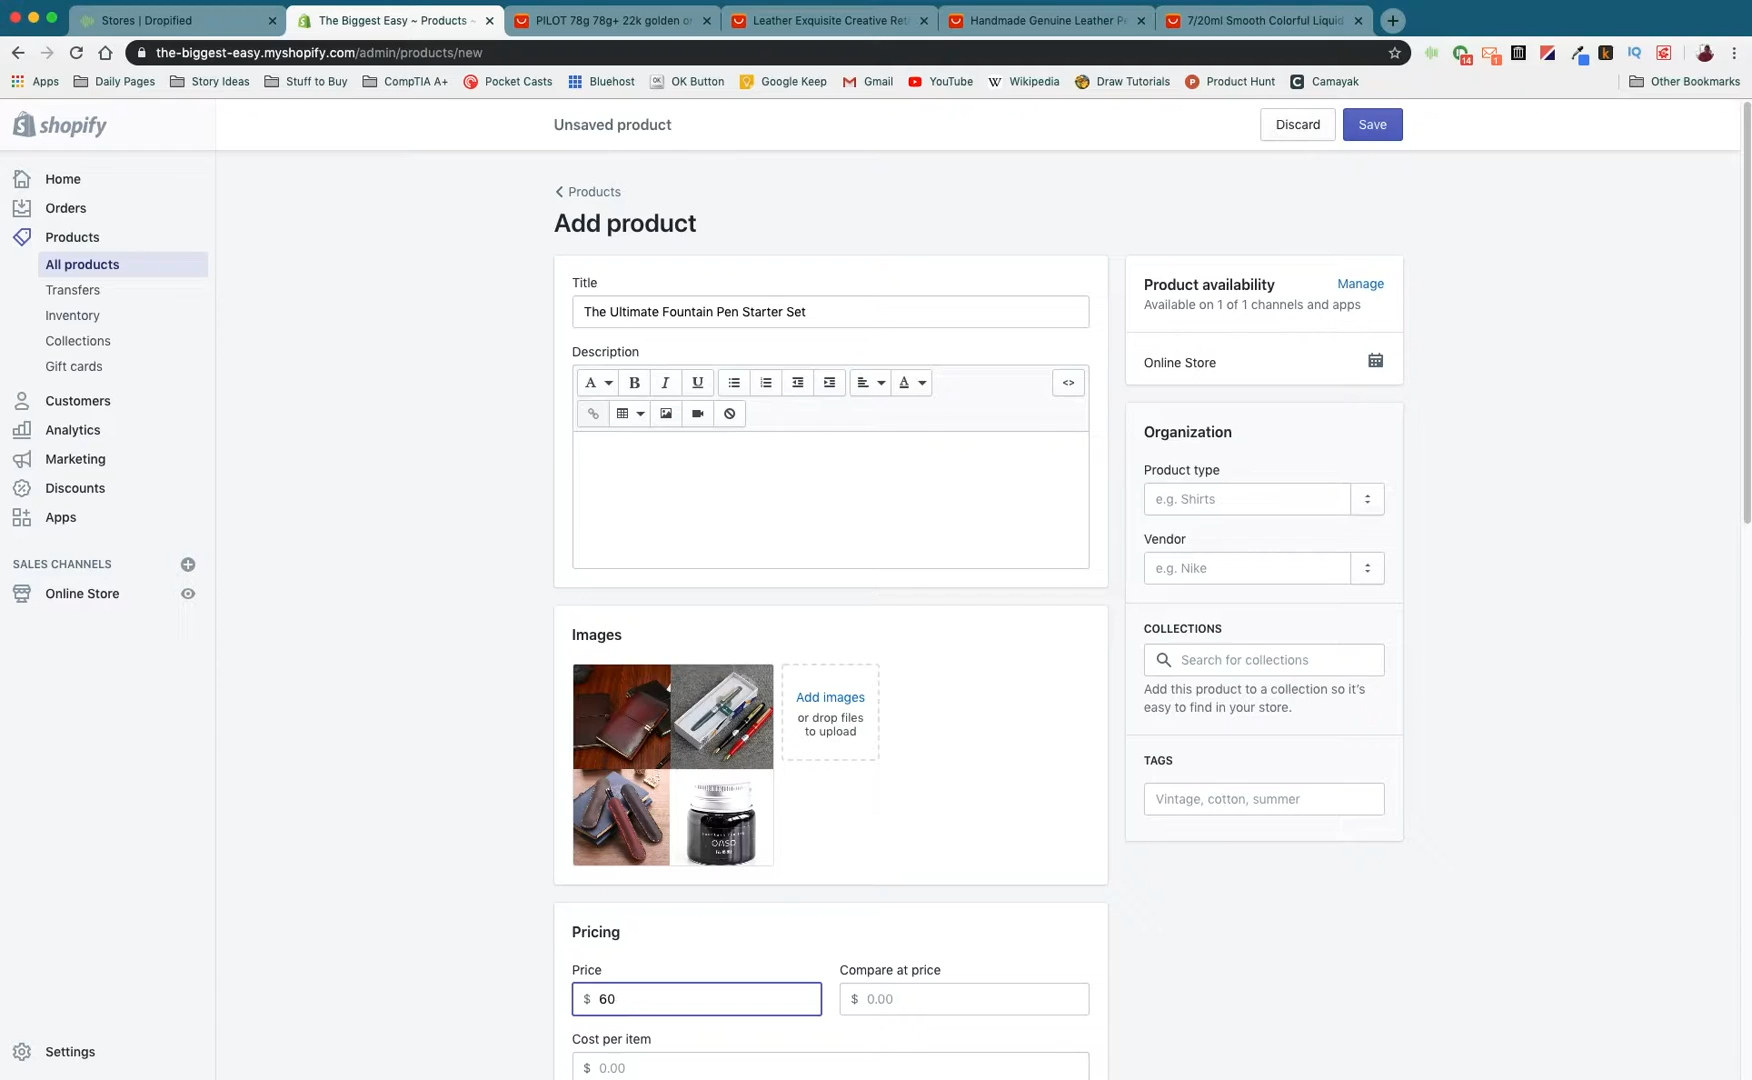 Stores | Dropified
The Biggest Easy ~ Products ~
PILOT 78g 78g+ 22k golden or
Leather Exquisite Creative Ret
Handmade Genuine Leather Pe
7/20ml Smooth Colorful Liquid
the-biggest-easy.myshopify.com/admin/products/new
14
1
Apps
Daily Pages
Story Ideas
Stuff to Buy
CompTIA A+
Pocket Casts
Bluehost
OK Button
Google Keep
Gmail
YouTube
Wikipedia
Draw Tutorials
Product Hunt
Camayak
Other Bookmarks
shopify
Unsaved product
Discard
Save
Home
Orders
Products
All products
Transfers
Inventory
Collections
Gift cards
Customers
Analytics
Marketing
Discounts
Apps
SALES CHANNELS
Online Store
Settings
Products
Add product
Title
The Ultimate Fountain Pen Starter Set
Description
A B I U A <>
Images
OASO
Add images
or drop files
to upload
Pricing
Price
$ 60
Compare at price
$ 0.00
Cost per item
$ 0.00
Product availability
Manage
Available on 1 of 1 channels and apps
Online Store
Organization
Product type
e.g. Shirts
Vendor
e.g. Nike
COLLECTIONS
Search for collections
Add this product to a collection so it's
easy to find in your store.
TAGS
Vintage, cotton, summer